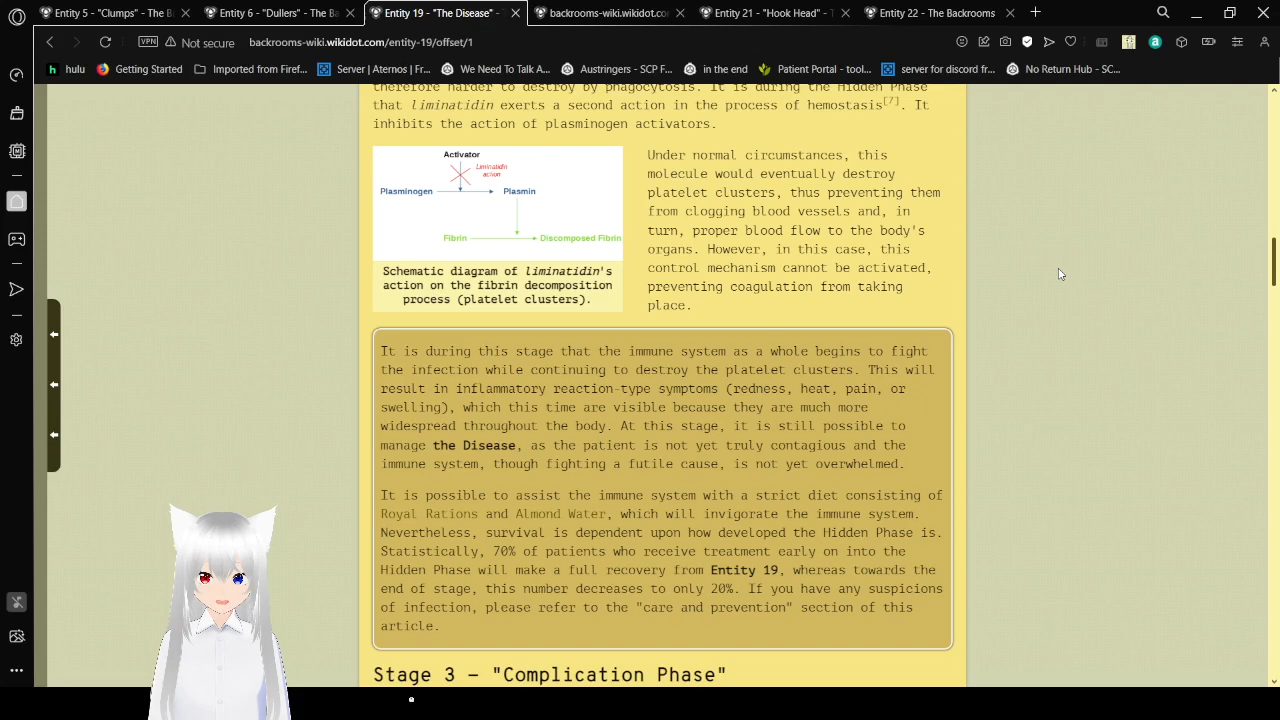 Entity 5 - "Clumps" - The B
Entity 6 - "Dullers" - The Ba
Entity 19 - "The Disease" -
backrooms-wiki.wikidot.co
Entity 21 - "Hook Head" - T
Entity 22 - The Backrooms
VPN
Not secure
backrooms-wiki.wikidot.com/entity-19/offset/1
hulu
Getting Started
Imported from Firef...
Server | Aternos | Fr...
We Need To Talk A...
Austringers - SCP F...
in the end
Patient Portal - tool...
server for discord fr...
No Return Hub - SC...
therefore harder to destroy by phagocytosis. It is during the Hidden Phase
that liminatidin exerts a second action in the process of hemostasis[7]. It
inhibits the action of plasminogen activators.
Activator
Liminatidin
action
Plasminogen
Plasmin
Fibrin
Discomposed Fibrin
Schematic diagram of liminatidin's
action on the fibrin decomposition
process (platelet clusters).
Under normal circumstances, this
molecule would eventually destroy
platelet clusters, thus preventing them
from clogging blood vessels and, in
turn, proper blood flow to the body's
organs. However, in this case, this
control mechanism cannot be activated,
preventing coagulation from taking
place.
It is during this stage that the immune system as a whole begins to fight
the infection while continuing to destroy the platelet clusters. This will
result in inflammatory reaction-type symptoms (redness, heat, pain, or
swelling), which this time are visible because they are much more
widespread throughout the body. At this stage, it is still possible to
manage the Disease, as the patient is not yet truly contagious and the
immune system, though fighting a futile cause, is not yet overwhelmed.
It is possible to assist the immune system with a strict diet consisting of
Royal Rations and Almond Water, which will invigorate the immune system.
Nevertheless, survival is dependent upon how developed the Hidden Phase is.
Statistically, 70% of patients who receive treatment early on into the
Hidden Phase will make a full recovery from Entity 19, whereas towards the
end of stage, this number decreases to only 20%. If you have any suspicions
of infection, please refer to the "care and prevention" section of this
article.
Stage 3 - "Complication Phase"